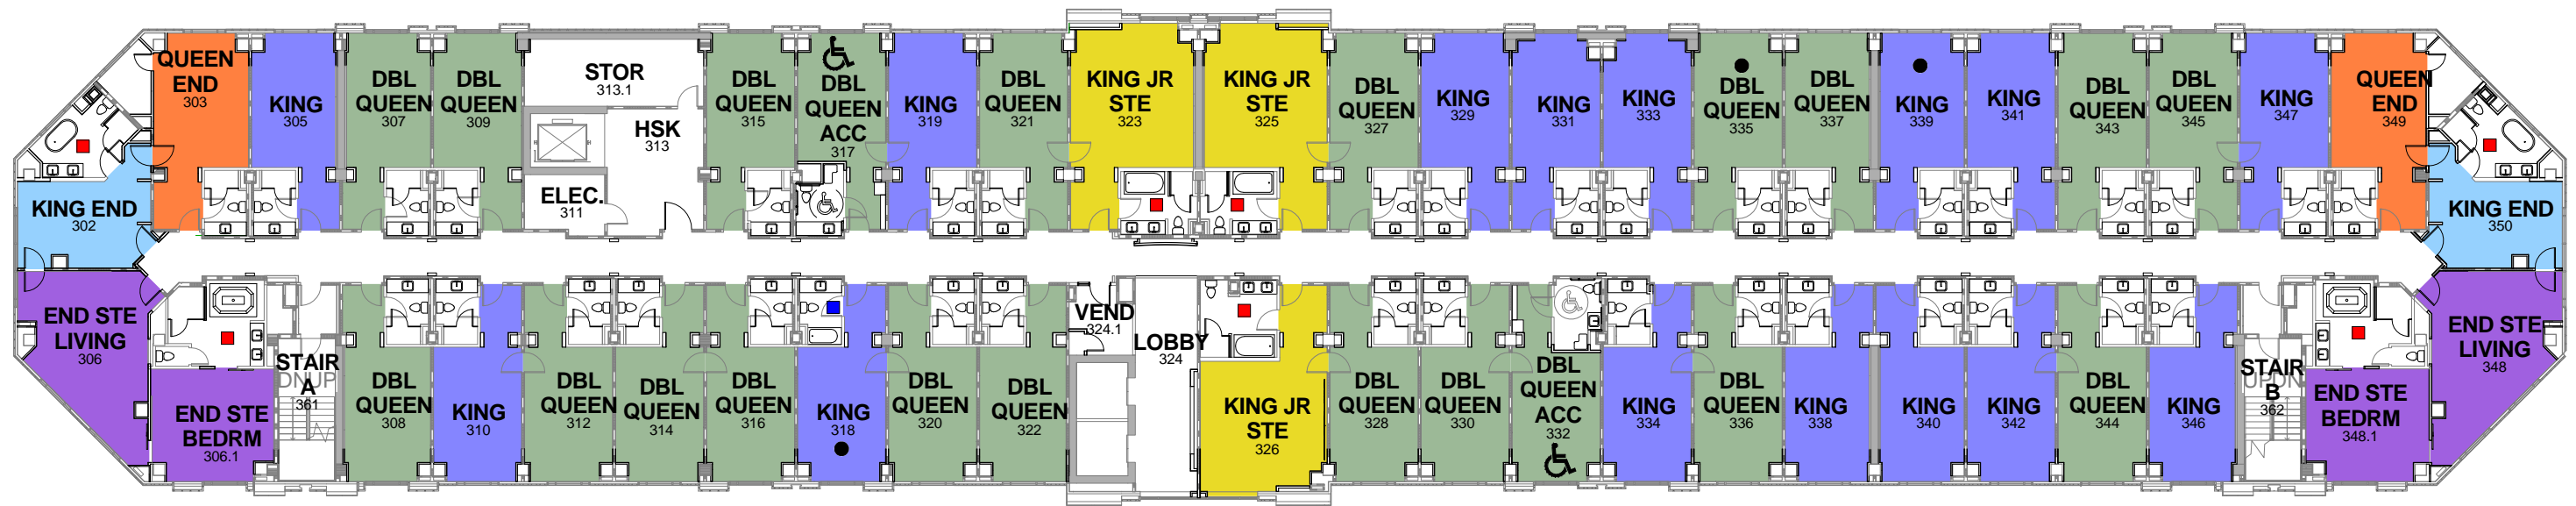 QUEEN
END
303
KING
305
DBL
QUEEN
307
DBL
QUEEN
309
STOR
313.1
HSK
313
ELEC.
311
DBL
QUEEN
315
DBL
QUEEN
ACC
317
KING
319
DBL
QUEEN
321
KING JR
STE
323
KING JR
STE
325
DBL
QUEEN
327
KING
329
KING
331
KING
333
DBL
QUEEN
335
DBL
QUEEN
337
KING
339
KING
341
DBL
QUEEN
343
DBL
QUEEN
345
KING
347
QUEEN
END
349
KING END
302
KING END
350
END STE
LIVING
306
END STE
BEDRM
306.1
STAIR
A
DNUP
361
DBL
QUEEN
308
KING
310
DBL
QUEEN
312
DBL
QUEEN
314
DBL
QUEEN
316
KING
318
DBL
QUEEN
320
DBL
QUEEN
322
VEND
324.1
LOBBY
324
KING JR
STE
326
DBL
QUEEN
328
DBL
QUEEN
330
DBL
QUEEN
ACC
332
KING
334
DBL
QUEEN
336
KING
338
KING
340
KING
342
DBL
QUEEN
344
KING
346
STAIR
B
UPDN
362
END STE
BEDRM
348.1
END STE
LIVING
348